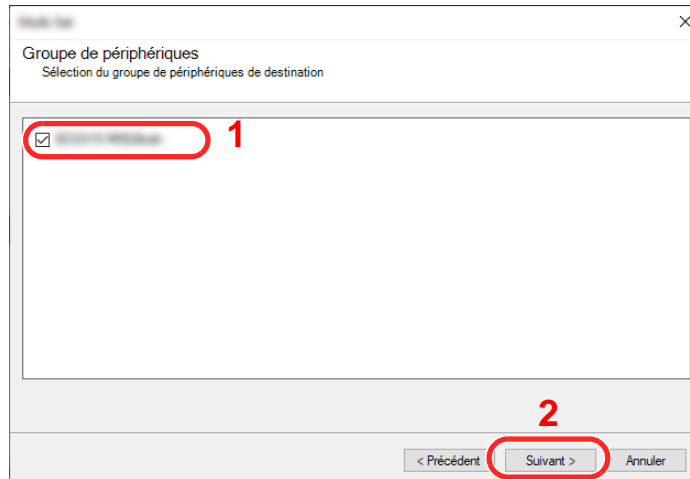 Groupe de périphériques
Sélection du groupe de périphériques de destination
1
2
< Précédent Suivant > Annuler